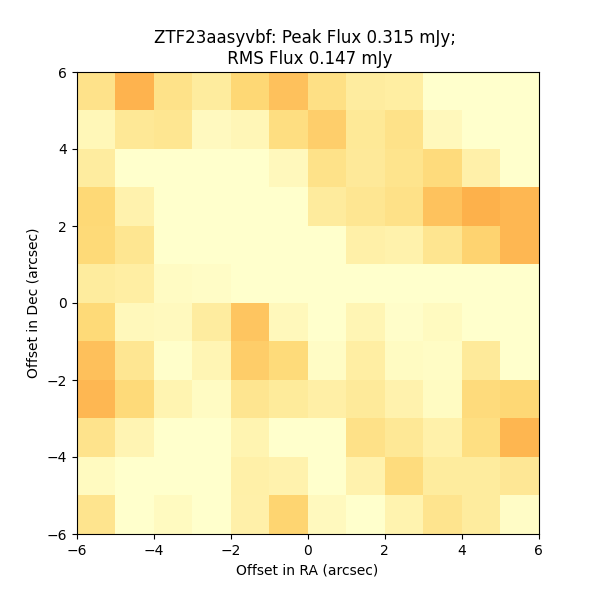 ZTF23aasyvbf: Peak Flux 0.315 mJy;
RMS Flux 0.147 mJy
6
4
2
0
−2
−4
−6
Offset in Dec (arcsec)
−6 −4 −2 0 2 4 6
Offset in RA (arcsec)